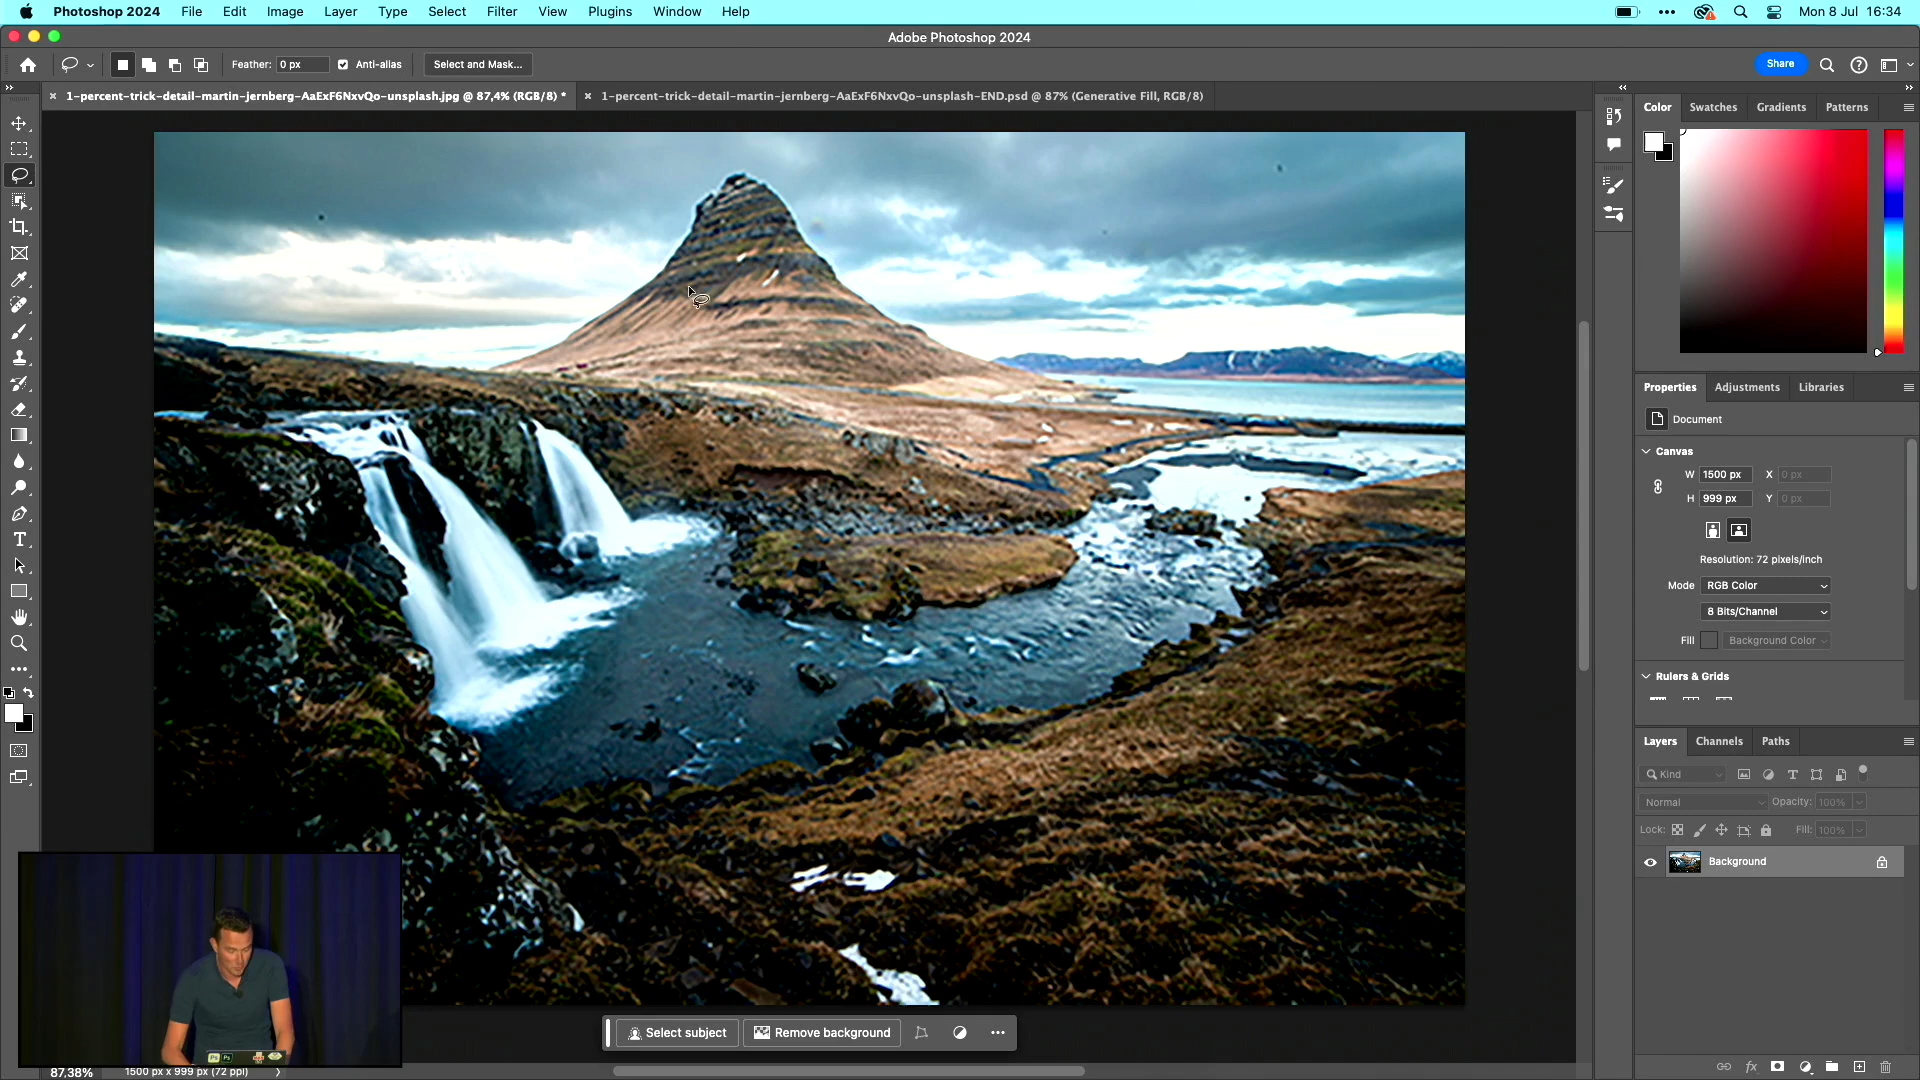 Photoshop 2024 File Edit Image Layer Type Select Filter View Plugins Window Help Mon 8 Jul 16:34
Adobe Photoshop 2024
Feather: 0 px Anti-alias Select and Mask... Share
1-percent-trick-detail-martin-jernberg-AaExF6NxvQo-unsplash.jpg @ 87,4% (RGB/8) * 1-percent-trick-detail-martin-jernberg-AaExF6NxvQo-unsplash-END.psd @ 87% (Generative Fill, RGB/8)
Color Swatches Gradients Patterns
Properties Adjustments Libraries
Document
Canvas
W 1500 px X 0 px
H 999 px Y 0 px
Resolution: 72 pixels/inch
Mode RGB Color
8 Bits/Channel
Fill Background Color
Rulers & Grids
Layers Channels Paths
Kind
Normal Opacity: 100%
Lock: Fill: 100%
Background
Select subject Remove background
87,38% 1500 px x 999 px (72 ppi)